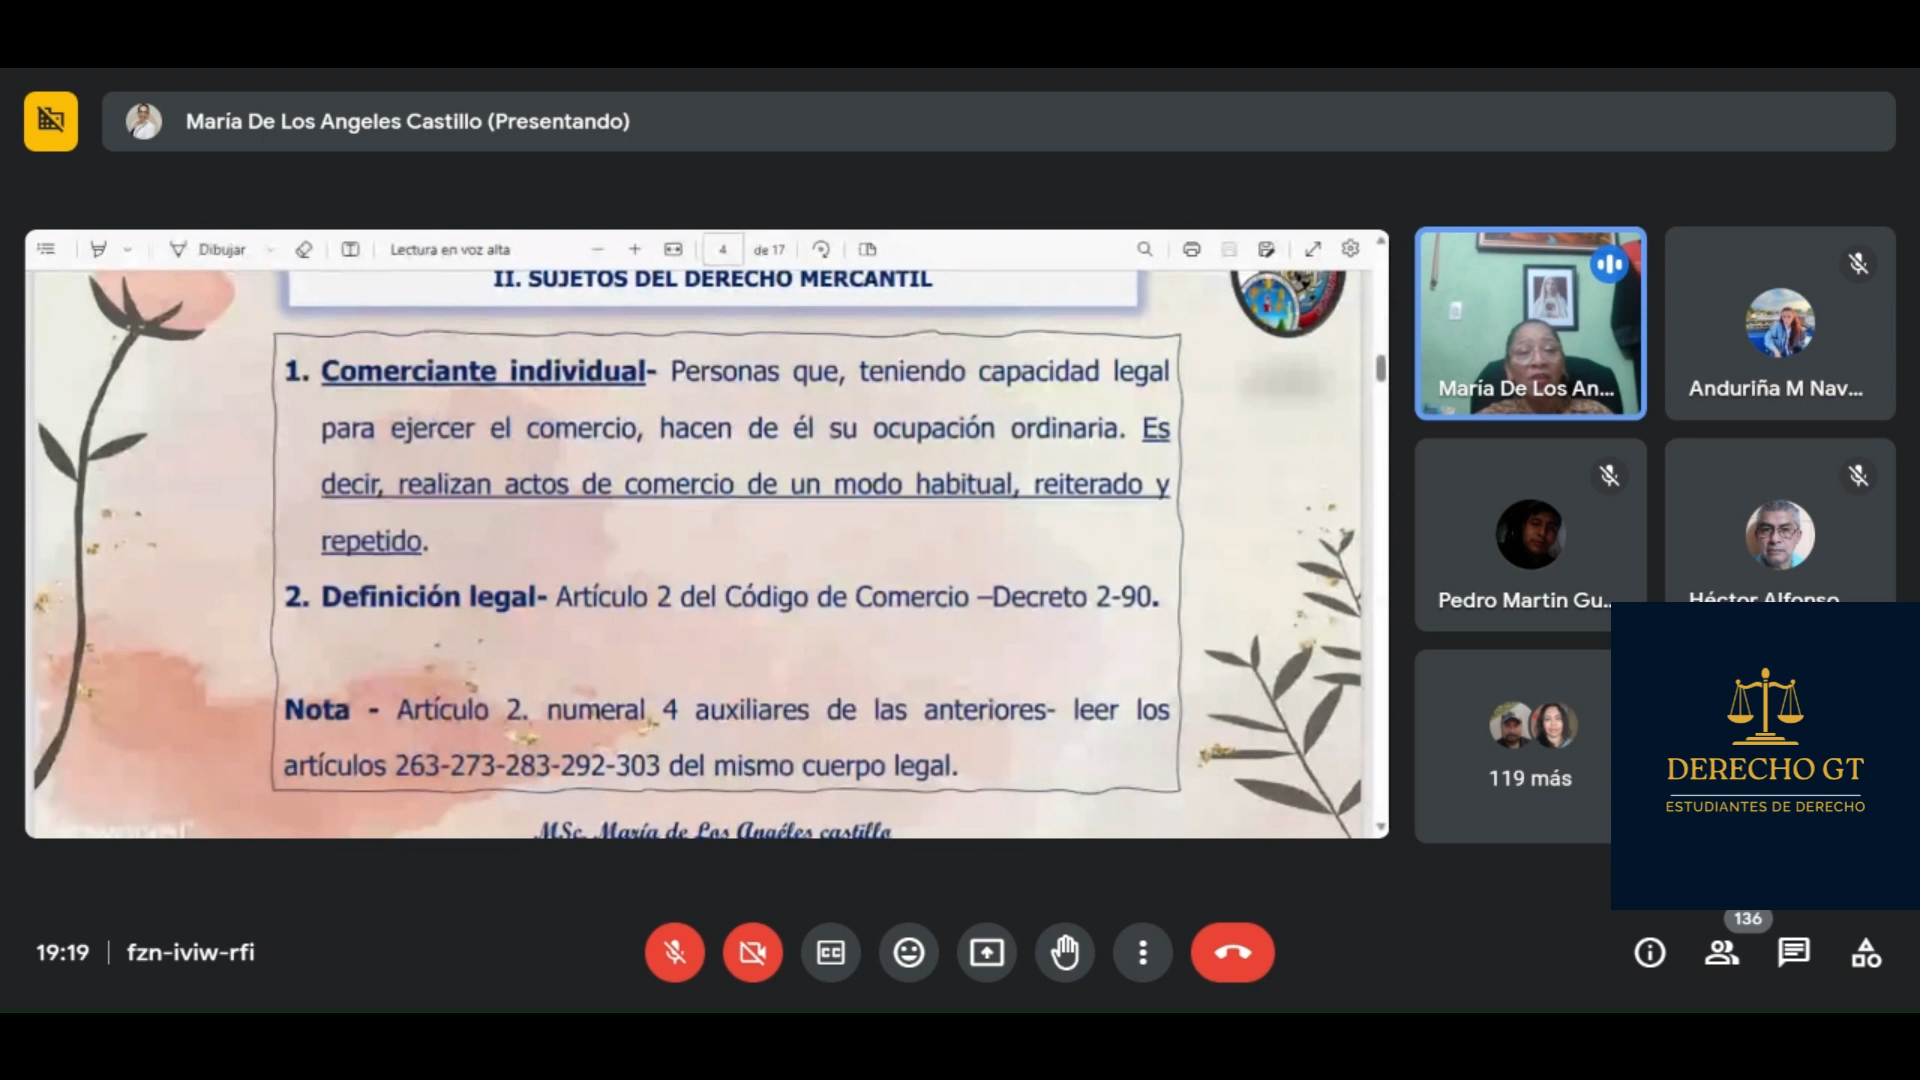 María De Los Angeles Castillo (Presentando)
Dibujar
Lectura en voz alta
4
de 17
II. SUJETOS DEL DERECHO MERCANTIL
1. Comerciante individual- Personas que, teniendo capacidad legal
para ejercer el comercio, hacen de él su ocupación ordinaria. Es
decir, realizan actos de comercio de un modo habitual, reiterado y
repetido.
2. Definición legal- Artículo 2 del Código de Comercio –Decreto 2-90.
Nota - Artículo 2. numeral 4 auxiliares de las anteriores- leer los
artículos 263-273-283-292-303 del mismo cuerpo legal.
MSc. María de Los Angéles castillo
María De Los An...
Anduriña M Nav...
Pedro Martin Gu...
Héctor Alfonso
119 más
DERECHO GT
ESTUDIANTES DE DERECHO
19:19
fzn-iviw-rfi
CC
136